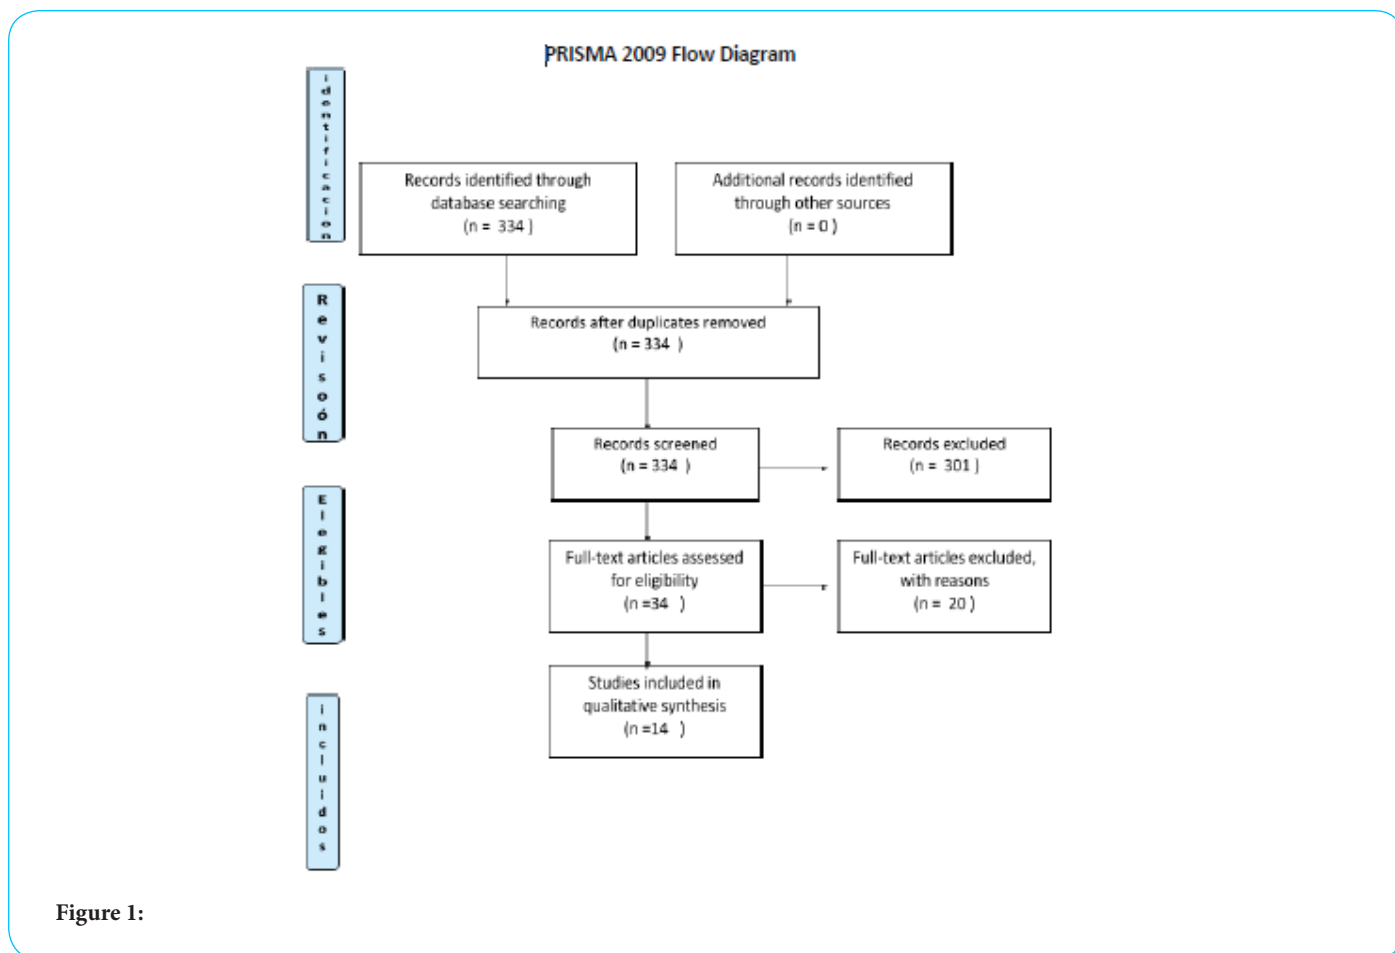 PRISMA 2009 Flow Diagram
identificacion
Records identified through
database searching
(n = 334 )
Additional records identified
through other sources
(n = 0 )
Revisoón
Records after duplicates removed
(n = 334 )
Records screened
(n = 334 )
Records excluded
(n = 301 )
Elegibles
Full-text articles assessed
for eligibility
(n =34 )
Full-text articles excluded,
with reasons
(n = 20 )
Studies included in
qualitative synthesis
(n =14 )
incluidos
Figure 1: